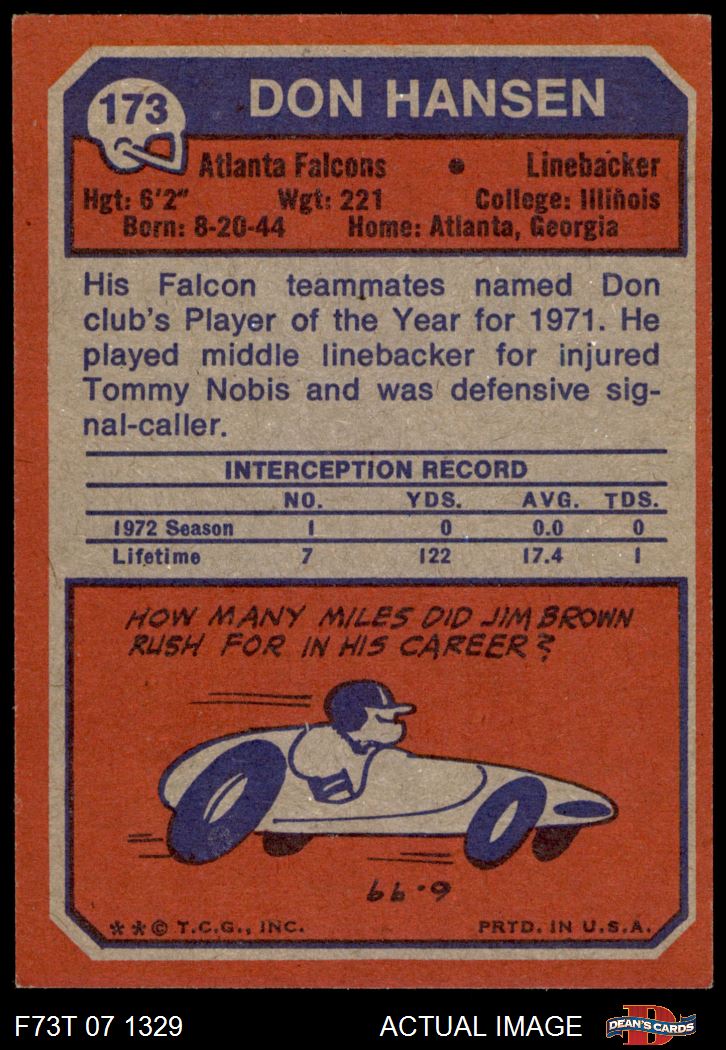 173
DON HANSEN
Atlanta Falcons • Linebacker
Hgt: 6'2" Wgt: 221 College: Illinois
Born: 8-20-44 Home: Atlanta, Georgia
His Falcon teammates named Don
club's Player of the Year for 1971. He
played middle linebacker for injured
Tommy Nobis and was defensive sig-
nal-caller.
INTERCEPTION RECORD
NO. YDS. AVG. TDS.
1972 Season 1 0 0.0 0
Lifetime 7 122 17.4 1
HOW MANY MILES DID JIM BROWN
RUSH FOR IN HIS CAREER?
6.99
**© T.C.G., INC. PRTD. IN U.S.A.
F73T 07 1329 ACTUAL IMAGE DEAN'S CARDS